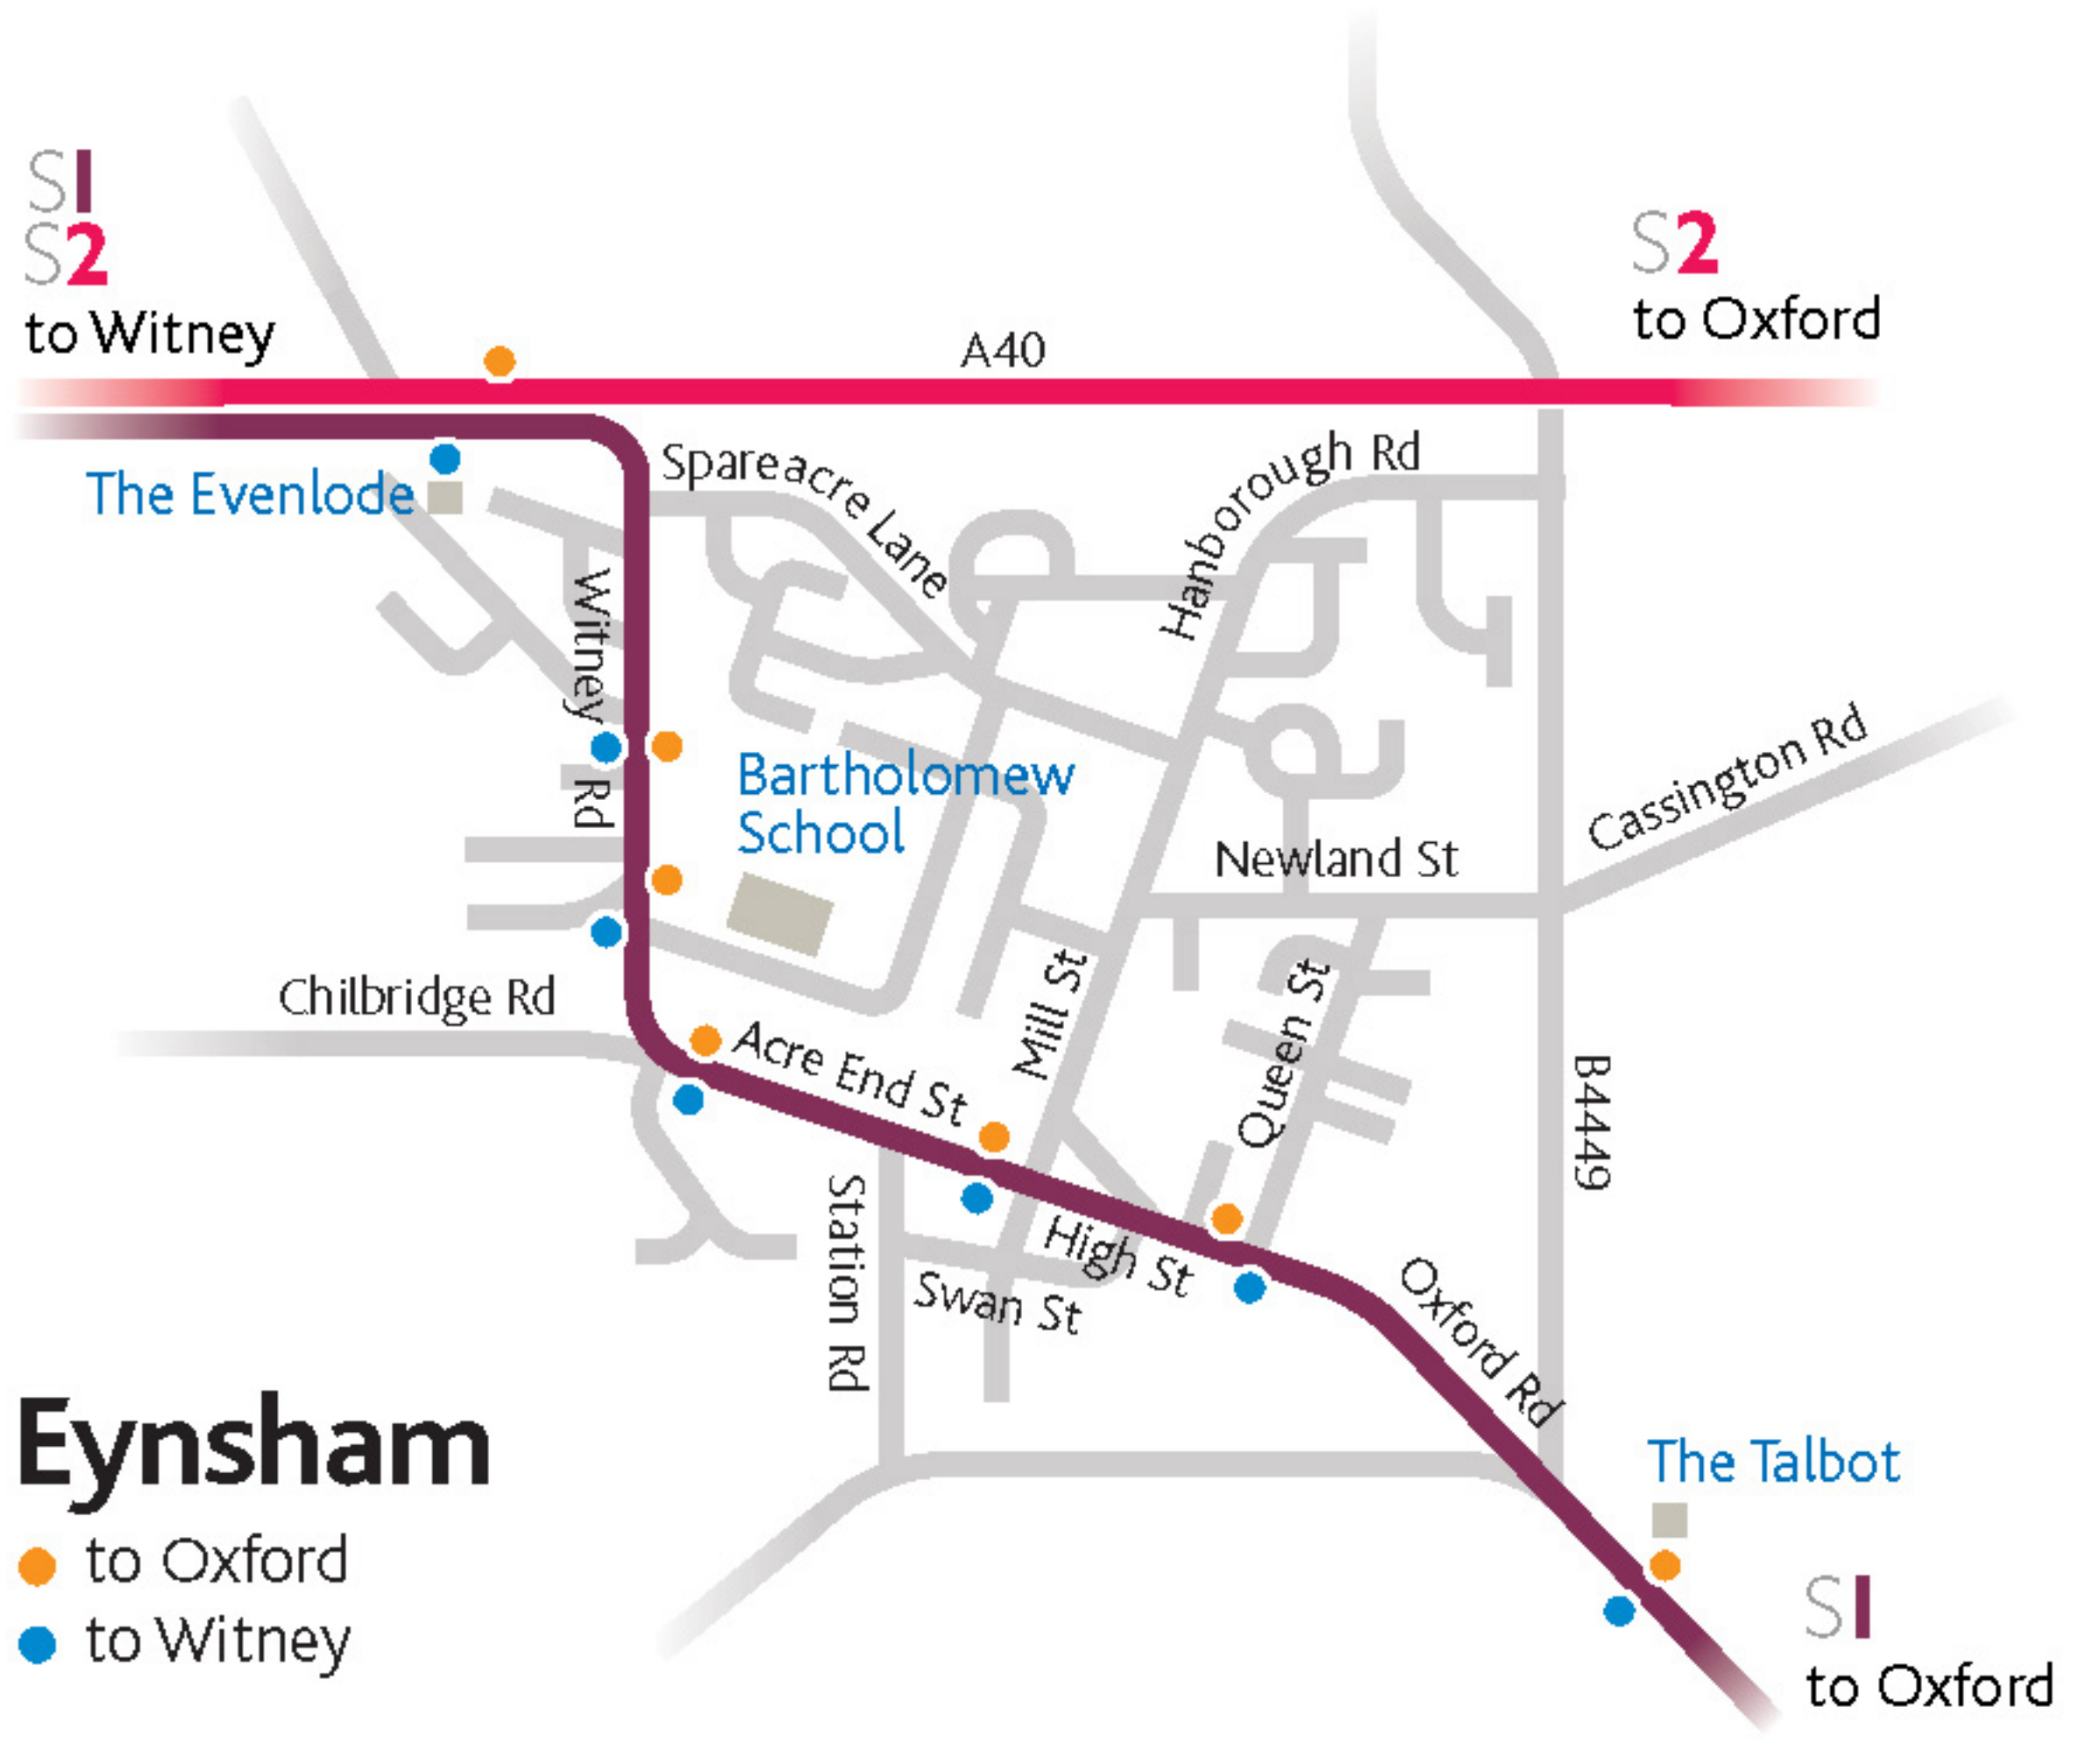 S1
S2
to Witney
S2
to Oxford
A40
The Evenlode
Spareacre Lane
Hanborough Rd
Witney Rd
Bartholomew
School
Cassington Rd
Newland St
Chilbridge Rd
Acre End St
Mill St
Queen St
B4449
Station Rd
High St
Swan St
Oxford Rd
The Talbot
S1
to Oxford
Eynsham
to Oxford
to Witney